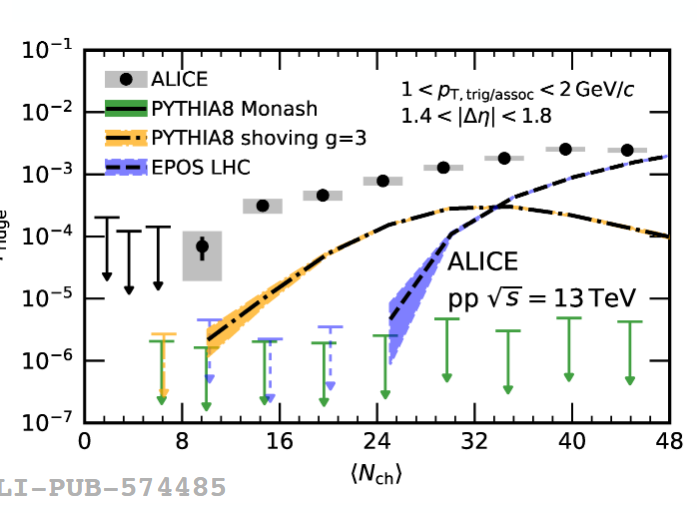 10⁻¹
10⁻²
10⁻³
10⁻⁴
10⁻⁵
10⁻⁶
10⁻⁷
ALICE
PYTHIA8 Monash
PYTHIA8 shoving g=3
EPOS LHC
1 < p_T, trig/assoc < 2 GeV/c
1.4 < |Δη| < 1.8
ALICE
pp √s = 13 TeV
0 8 16 24 32 40 48
⟨N_ch⟩
LI-PUB-574485